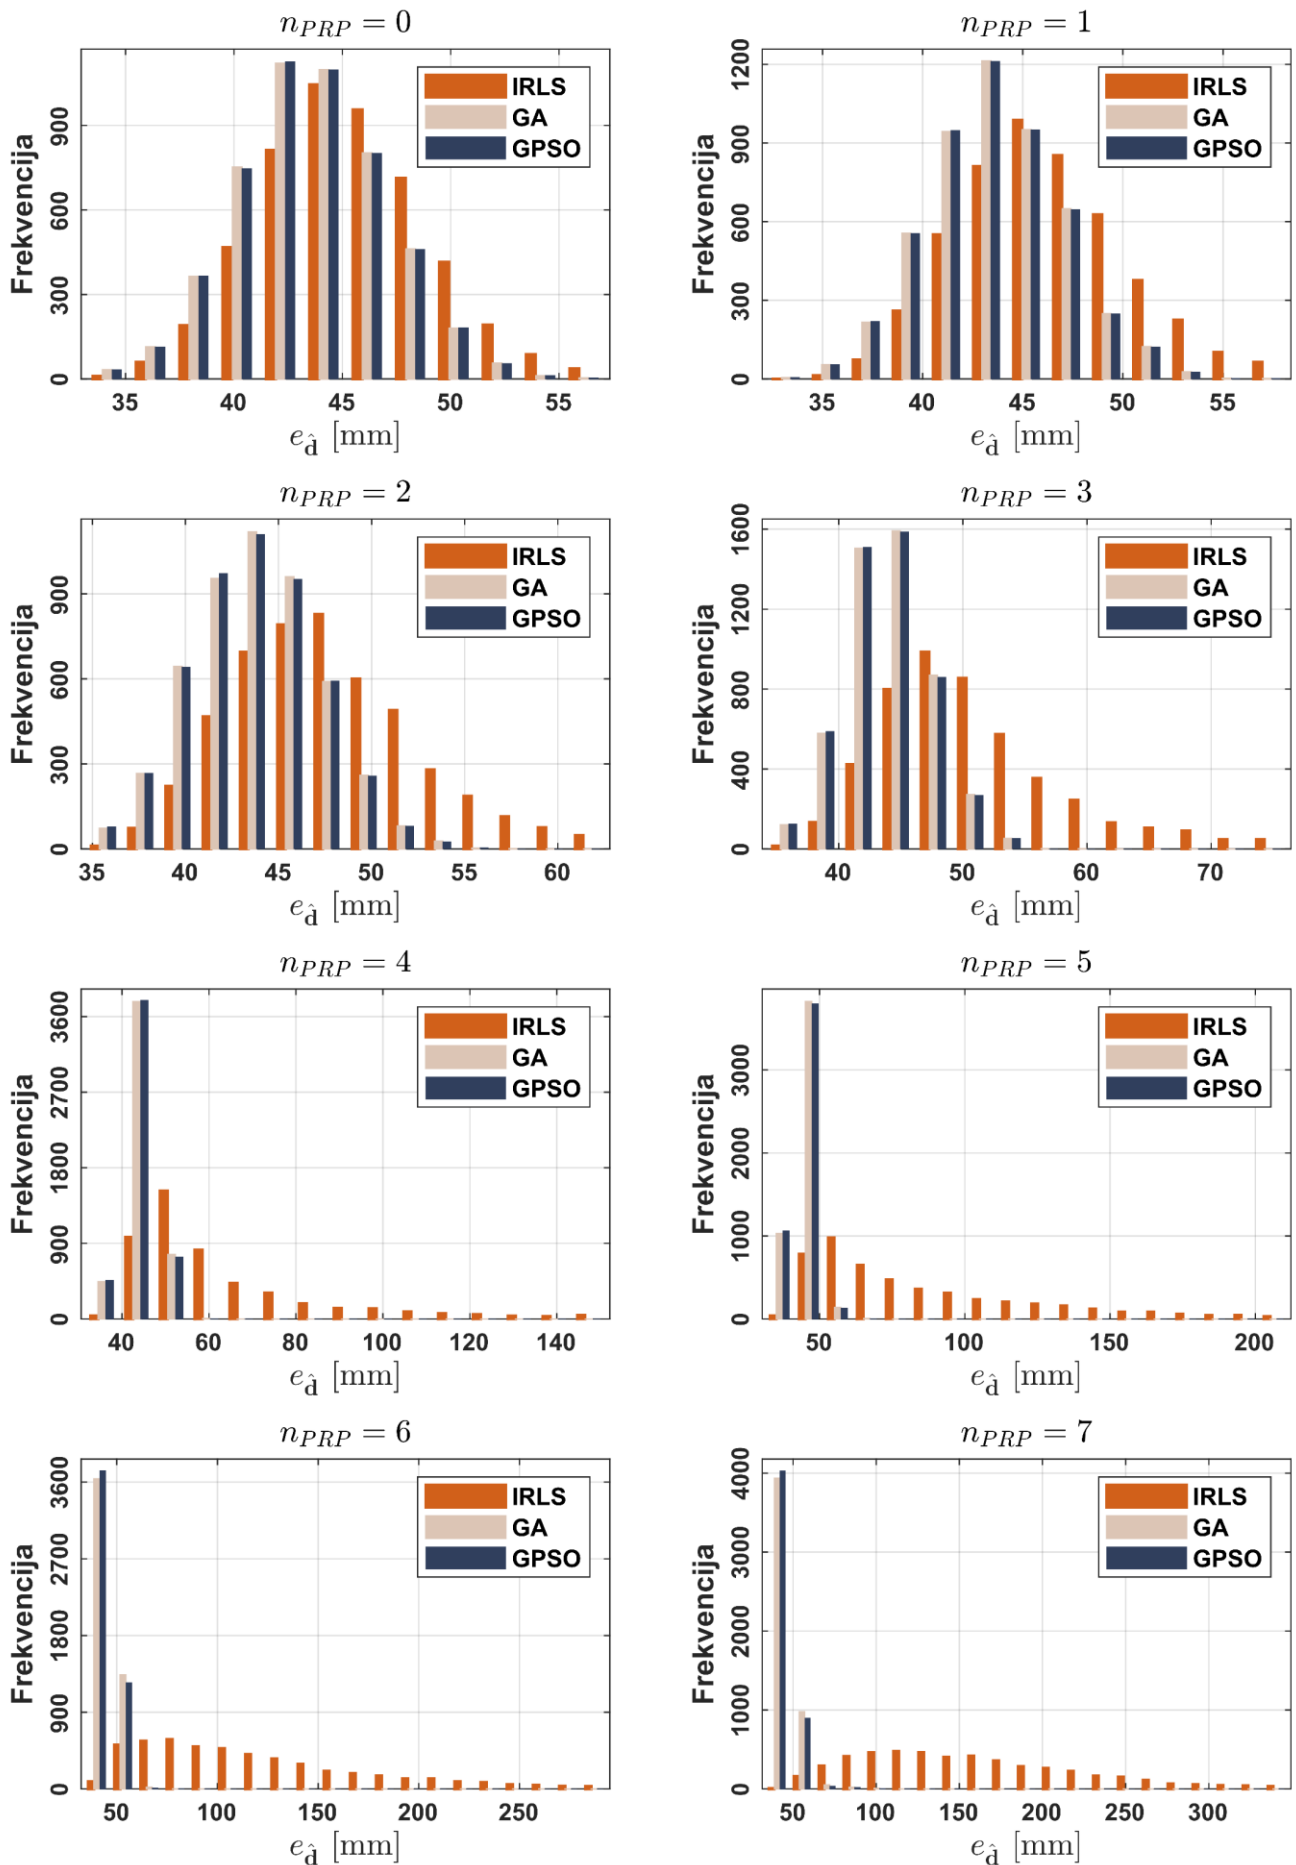 n_PRP = 0
Frekvencija
900
600
300
0
IRLS
GA
GPSO
35 40 45 50 55
e_d̂ [mm]
n_PRP = 1
Frekvencija
1200
900
600
300
0
IRLS
GA
GPSO
35 40 45 50 55
e_d̂ [mm]
n_PRP = 2
Frekvencija
900
600
300
0
IRLS
GA
GPSO
35 40 45 50 55 60
e_d̂ [mm]
n_PRP = 3
Frekvencija
1600
1200
800
400
0
IRLS
GA
GPSO
40 50 60 70
e_d̂ [mm]
n_PRP = 4
Frekvencija
3600
2700
1800
900
0
IRLS
GA
GPSO
40 60 80 100 120 140
e_d̂ [mm]
n_PRP = 5
Frekvencija
3000
2000
1000
0
IRLS
GA
GPSO
50 100 150 200
e_d̂ [mm]
n_PRP = 6
Frekvencija
3600
2700
1800
900
0
IRLS
GA
GPSO
50 100 150 200 250
e_d̂ [mm]
n_PRP = 7
Frekvencija
4000
3000
2000
1000
0
IRLS
GA
GPSO
50 100 150 200 250 300
e_d̂ [mm]